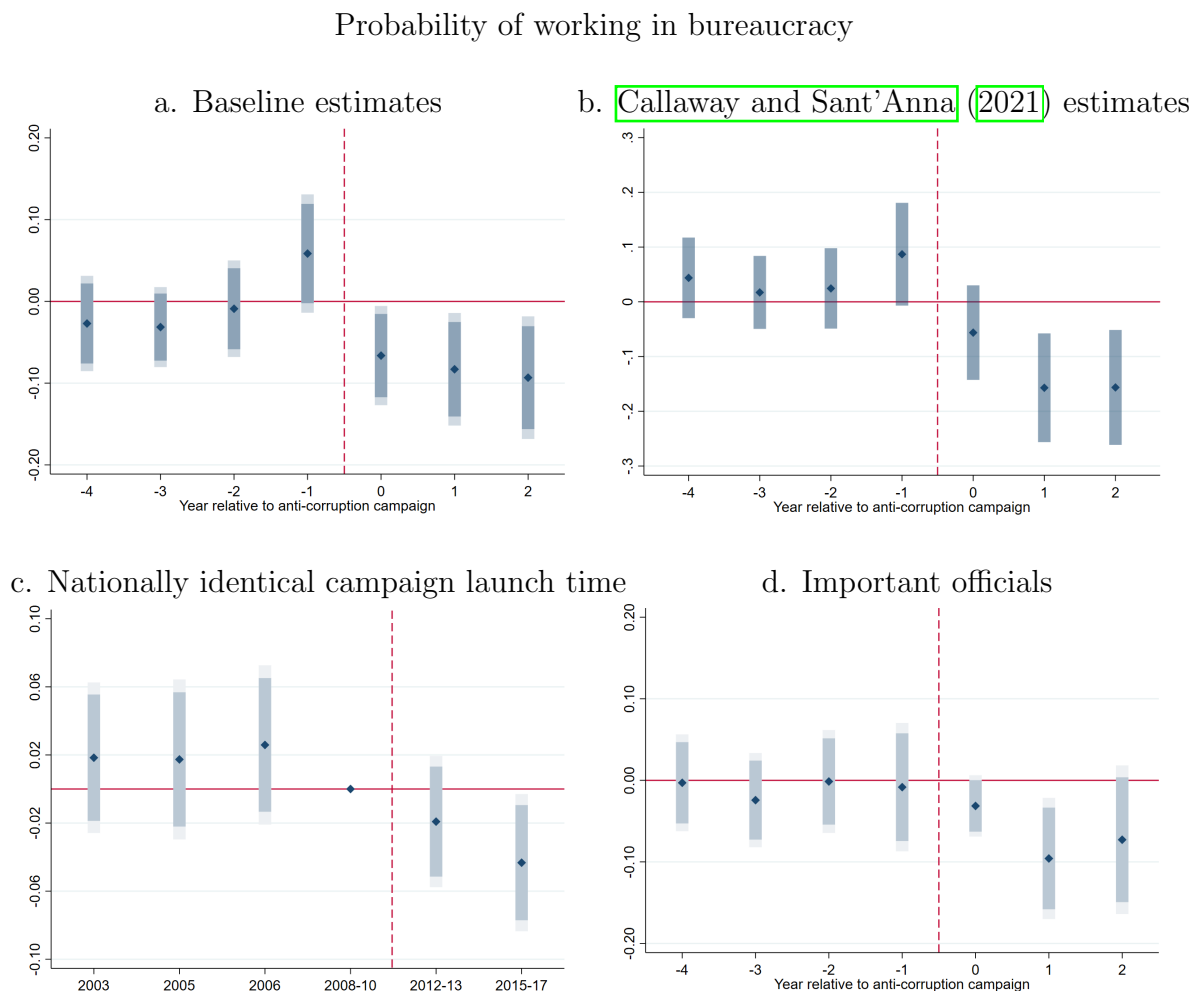 Probability of working in bureaucracy
a. Baseline estimates
0.20
0.10
0.00
-0.10
-0.20
-4 -3 -2 -1 0 1 2
Year relative to anti-corruption campaign
b. Callaway and Sant'Anna (2021) estimates
.3
.2
.1
0
-.1
-.2
-.3
-4 -3 -2 -1 0 1 2
Year relative to anti-corruption campaign
c. Nationally identical campaign launch time
0.10
0.06
0.02
-0.02
-0.06
-0.10
2003 2005 2006 2008-10 2012-13 2015-17
d. Important officials
0.20
0.10
0.00
-0.10
-0.20
-4 -3 -2 -1 0 1 2
Year relative to anti-corruption campaign